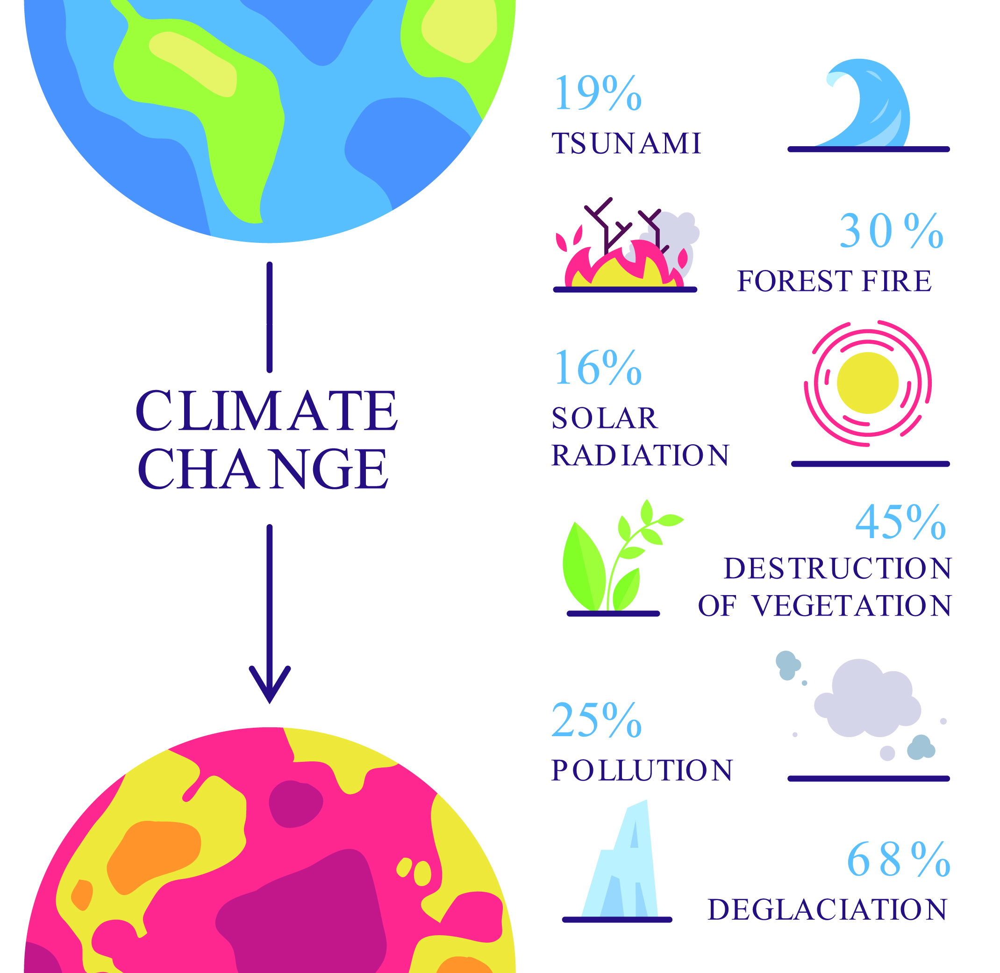 CLIMATE
CHANGE
19%
TSUNAMI
30%
FOREST FIRE
16%
SOLAR
RADIATION
45%
DESTRUCTION
OF VEGETATION
25%
POLLUTION
68%
DEGLACIATION